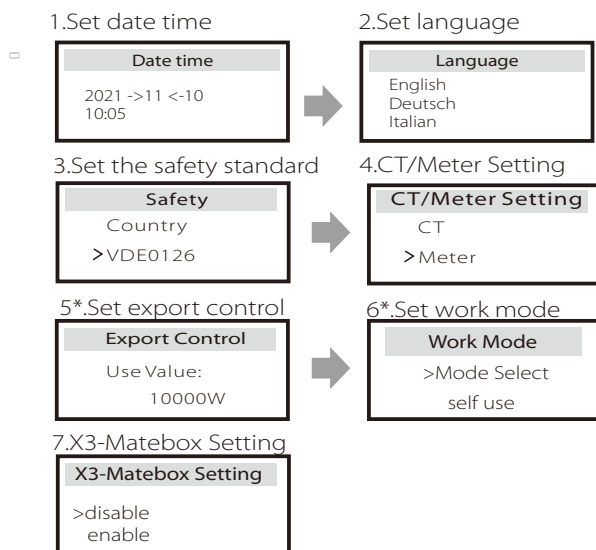 1.Set date time
Date time
2021 ->11 <-10
10:05
2.Set language
Language
English
Deutsch
Italian
3.Set the safety standard
Safety
Country
>VDE0126
4.CT/Meter Setting
CT/Meter Setting
CT
>Meter
5*.Set export control
Export Control
Use Value:
10000W
6*.Set work mode
Work Mode
>Mode Select
self use
7.X3-Matebox Setting
X3-Matebox Setting
>disable
enable